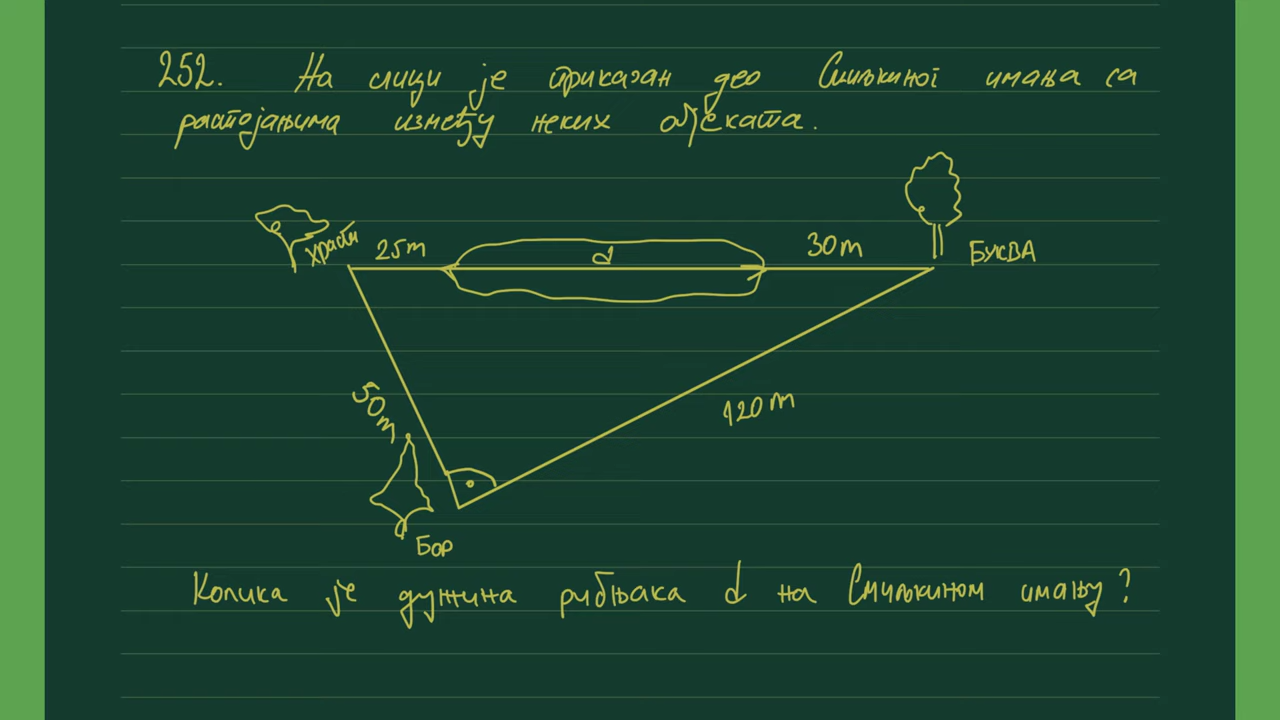 252. На слици је приказан део Смиљкиног имања са
растојањима између неких објеката.
храст
25m
d
30m
БУКВА
50m
120m
Бор
Колика је дужина рибњака d на Смиљкином имању?